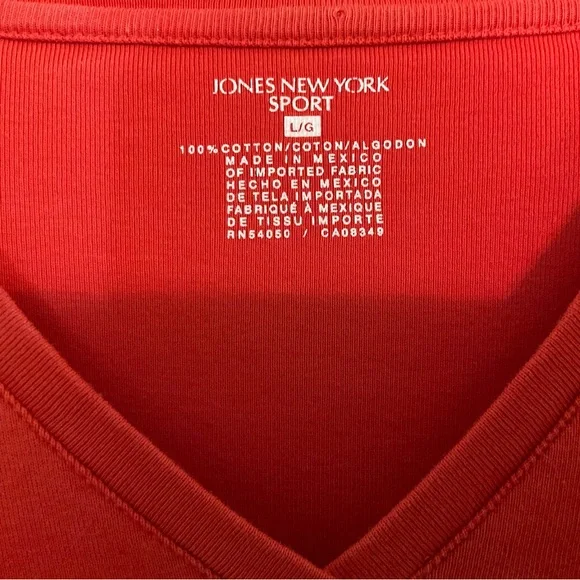 JONES NEW YORK
SPORT
L/G
100% COTTON/COTON/ALGODON
MADE IN MEXICO
OF IMPORTED FABRIC
HECHO EN MEXICO
DE TELA IMPORTADA
FABRIQUÉ À MEXIQUE
DE TISSU IMPORTE
RN54050 / CA08349